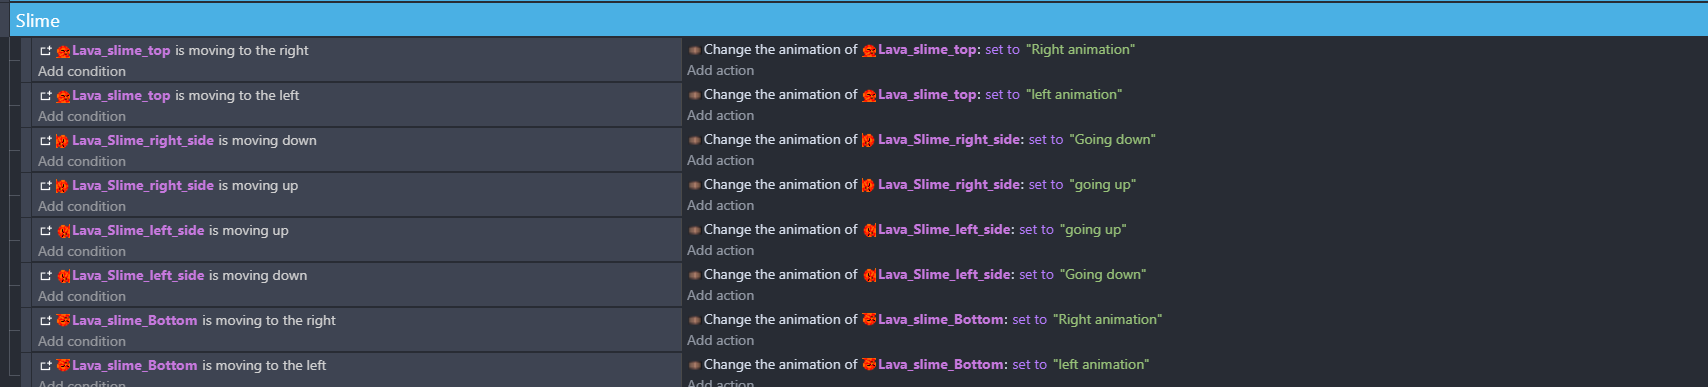 Slime
Lava_slime_top is moving to the right
Change the animation of Lava_slime_top: set to "Right animation"
Add condition
Add action
Lava_slime_top is moving to the left
Change the animation of Lava_slime_top: set to "left animation"
Add condition
Add action
Lava_Slime_right_side is moving down
Change the animation of Lava_Slime_right_side: set to "Going down"
Add condition
Add action
Lava_Slime_right_side is moving up
Change the animation of Lava_Slime_right_side: set to "going up"
Add condition
Add action
Lava_Slime_left_side is moving up
Change the animation of Lava_Slime_left_side: set to "going up"
Add condition
Add action
Lava_Slime_left_side is moving down
Change the animation of Lava_Slime_left_side: set to "Going down"
Add condition
Add action
Lava_slime_Bottom is moving to the right
Change the animation of Lava_slime_Bottom: set to "Right animation"
Add condition
Add action
Lava_slime_Bottom is moving to the left
Change the animation of Lava_slime_Bottom: set to "left animation"
Add condition
Add action